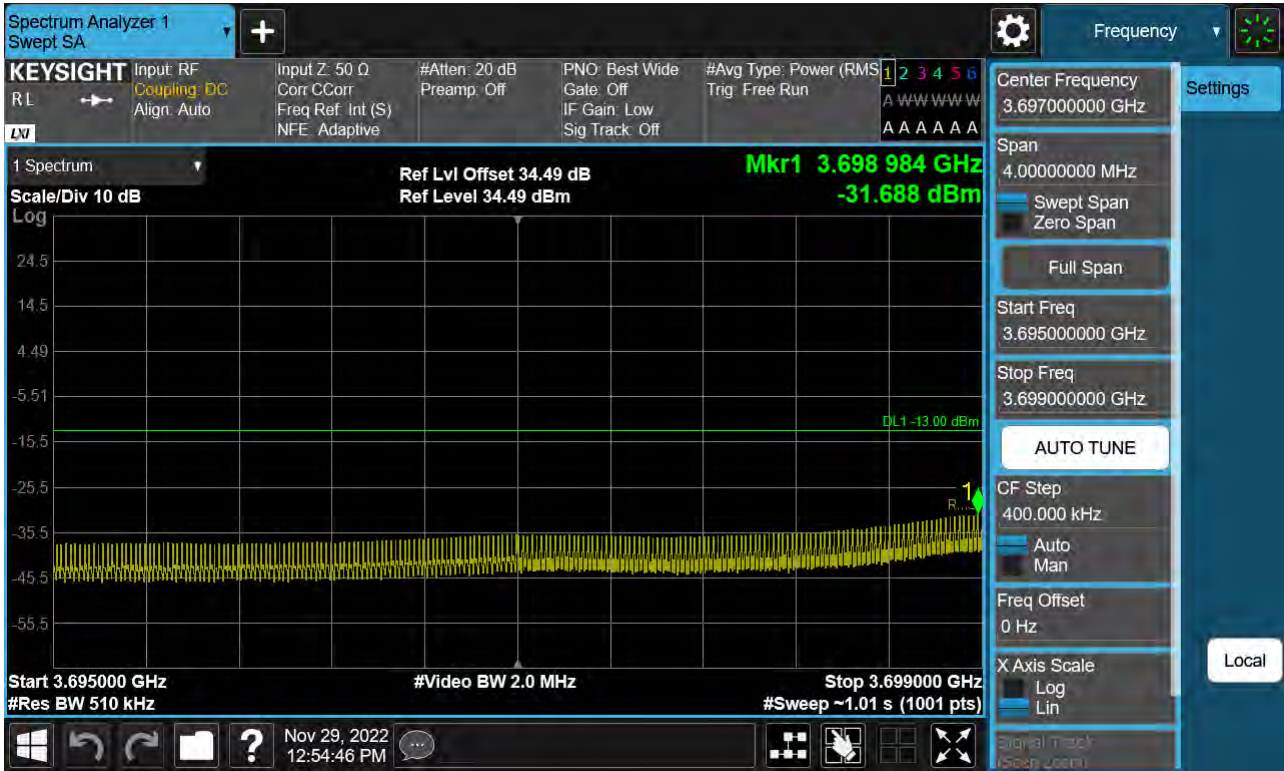 Spectrum Analyzer 1
Swept SA
Frequency
KEYSIGHT
RL
LXI
Input: RF
Coupling: DC
Align: Auto
Input Z: 50 Ω
Corr CCorr
Freq Ref: Int (S)
NFE: Adaptive
#Atten: 20 dB
Preamp: Off
PNO: Best Wide
Gate: Off
IF Gain: Low
Sig Track: Off
#Avg Type: Power (RMS
Trig: Free Run
1 2 3 4 5 6
A W W W W W
A A A A A A
1 Spectrum
Scale/Div 10 dB
Log
Ref Lvl Offset 34.49 dB
Ref Level 34.49 dBm
Mkr1 3.698 984 GHz
-31.688 dBm
24.5
14.5
4.49
-5.51
DL1 -13.00 dBm
-15.5
-25.5
1
-35.5
-45.5
-55.5
Start 3.695000 GHz
#Video BW 2.0 MHz
Stop 3.699000 GHz
#Res BW 510 kHz
#Sweep ~1.01 s (1001 pts)
Center Frequency
3.697000000 GHz
Settings
Span
4.00000000 MHz
Swept Span
Zero Span
Full Span
Start Freq
3.695000000 GHz
Stop Freq
3.699000000 GHz
AUTO TUNE
CF Step
400.000 kHz
Auto
Man
Freq Offset
0 Hz
X Axis Scale
Log
Lin
Signal Track
(Span Zoom)
Local
?
Nov 29, 2022
12:54:46 PM